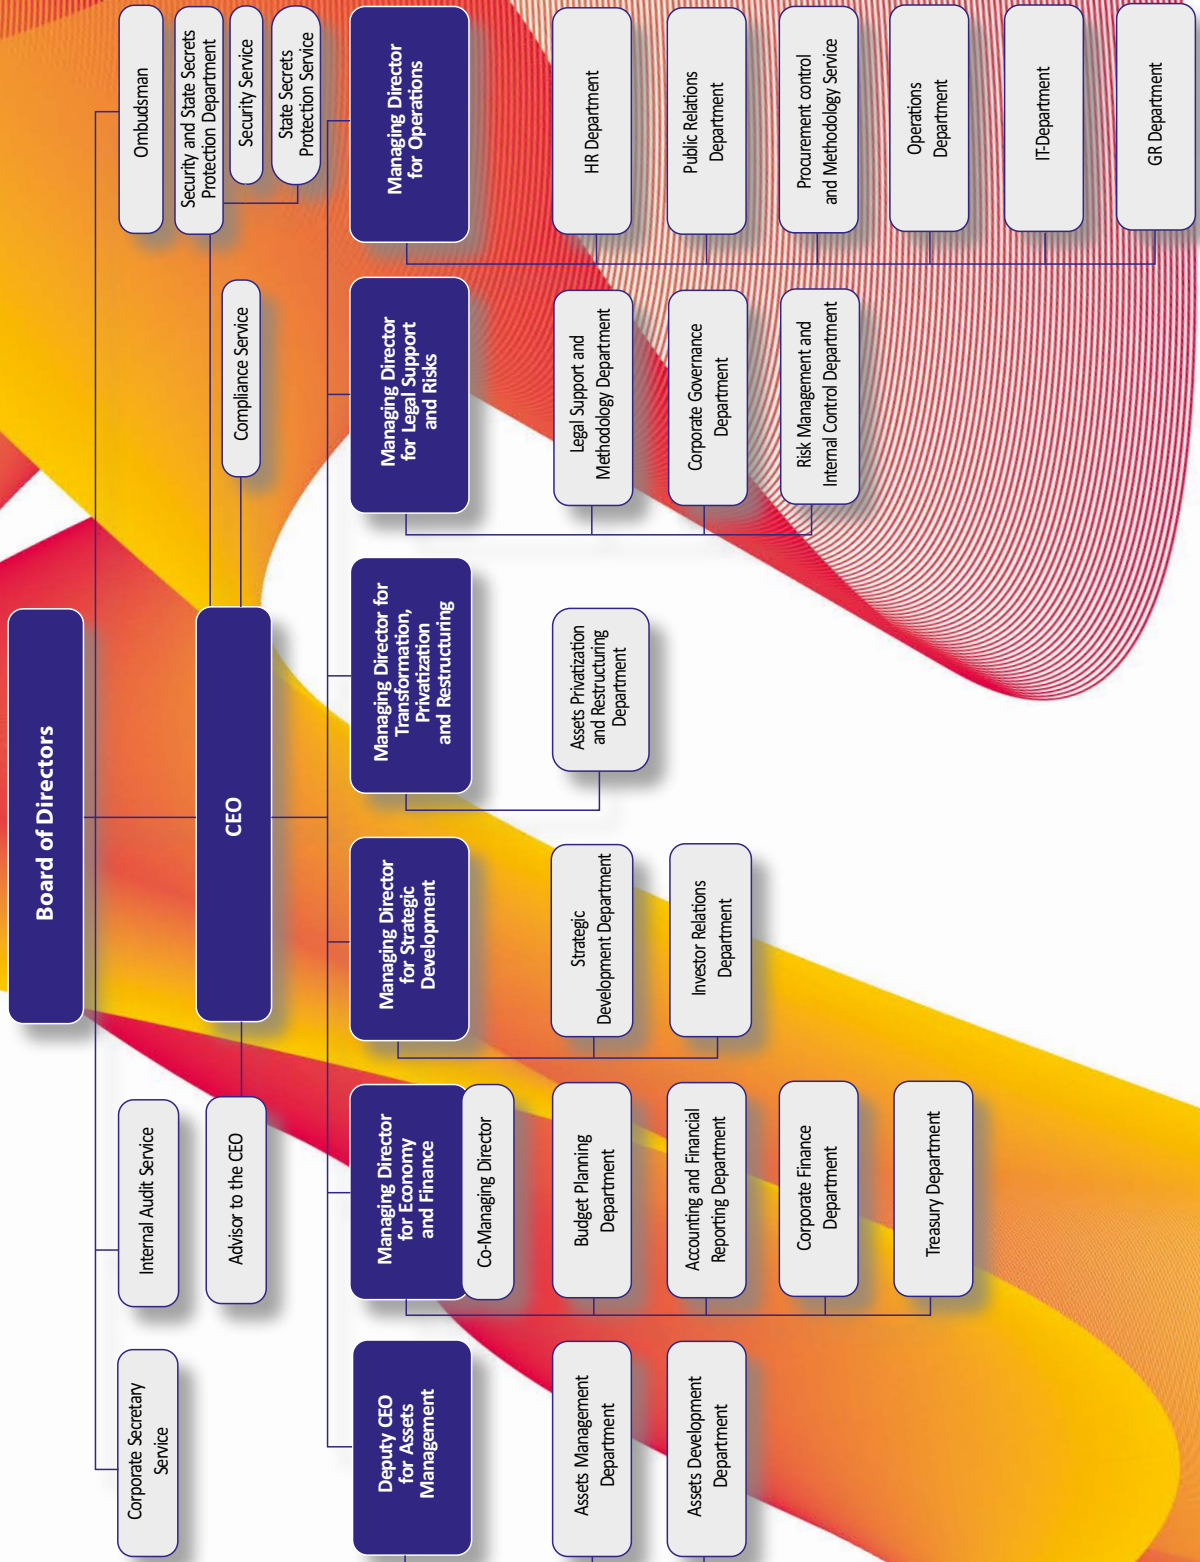 Board of Directors
Corporate Secretary
Service
Internal Audit Service
Ombudsman
Advisor to the CEO
CEO
Compliance Service
Security and State Secrets
Protection Department
Security Service
State Secrets
Protection Service
Deputy CEO
for Assets
Management
Assets Management
Department
Assets Development
Department
Managing Director
for Economy
and Finance
Co-Managing Director
Budget Planning
Department
Accounting and Financial
Reporting Department
Corporate Finance
Department
Treasury Department
Managing Director
for Strategic
Development
Strategic
Development Department
Investor Relations
Department
Managing Director for
Transformation,
Privatization
and Restructuring
Assets Privatization
and Restructuring
Department
Managing Director
for Legal Support
and Risks
Legal Support and
Methodology Department
Corporate Governance
Department
Risk Management and
Internal Control Department
Managing Director
for Operations
HR Department
Public Relations
Department
Procurement control
and Methodology Service
Operations
Department
IT-Department
GR Department